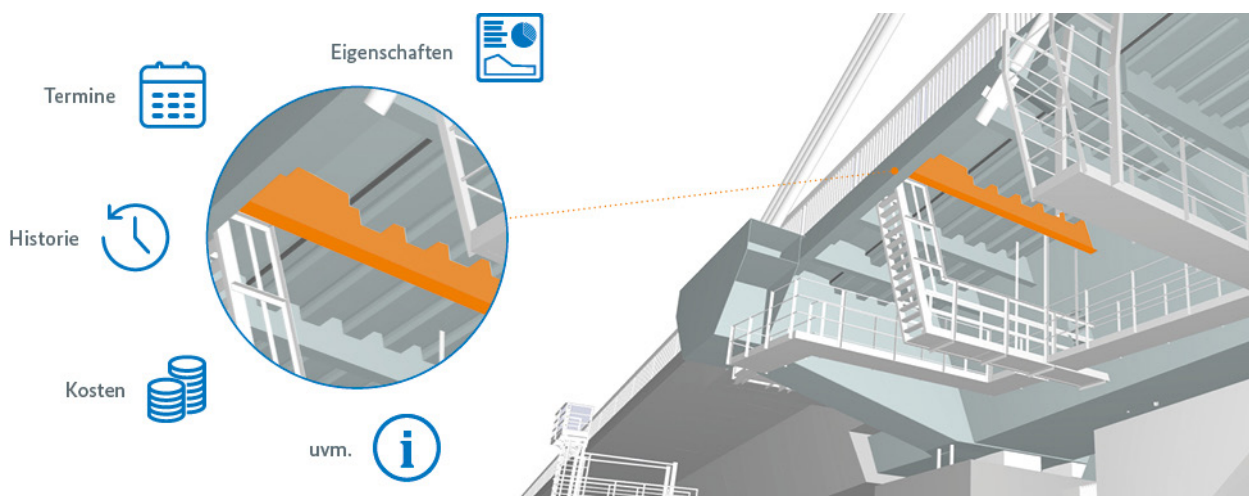 Eigenschaften
Termine
Historie
Kosten
uvm.